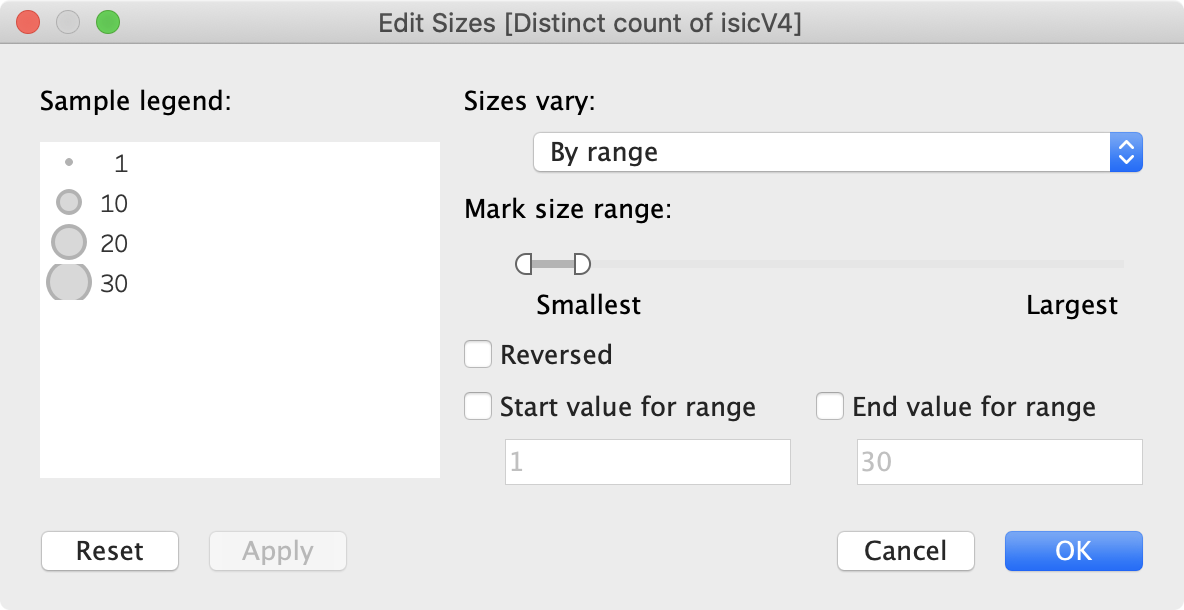 Edit Sizes [Distinct count of isicV4]
Sample legend:
1
10
20
30
Sizes vary:
By range
Mark size range:
Smallest Largest
Reversed
Start value for range End value for range
1 30
Reset Apply Cancel OK